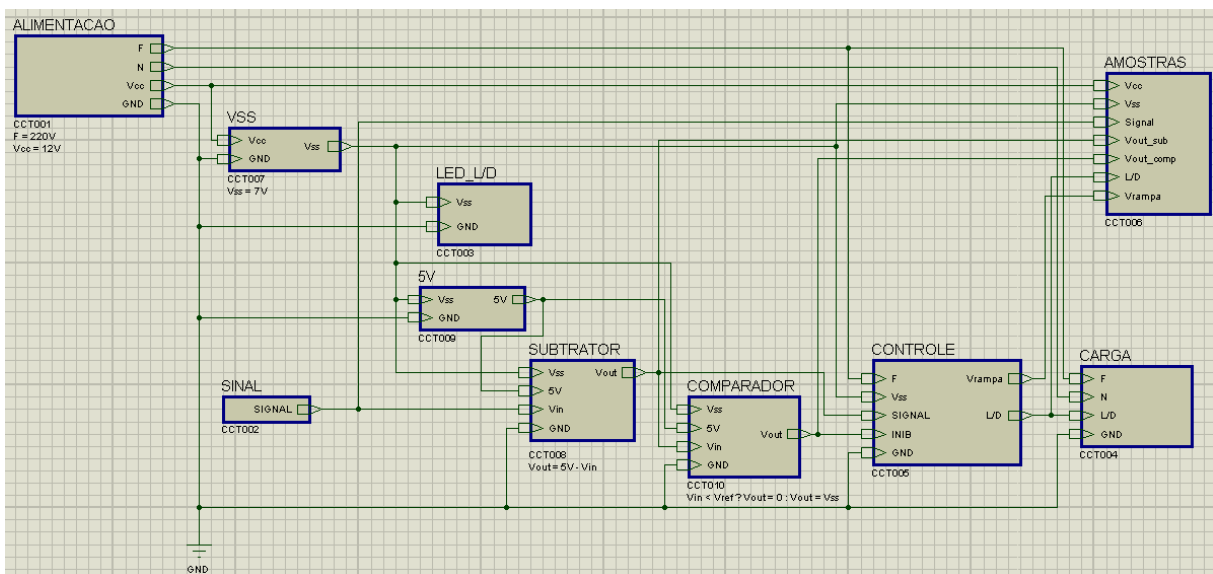 ALIMENTACAO
F
N
Vcc
GND
CCT001
F = 220V
Vcc = 12V
VSS
Vcc
GND
Vss
CCT007
Vss = 7V
LED_L/D
Vss
GND
CCT003
5V
Vss
GND
5V
CCT009
SINAL
SIGNAL
CCT002
SUBTRATOR
Vss
5V
Vin
GND
Vout
CCT008
Vout = 5V - Vin
COMPARADOR
Vss
5V
Vin
GND
Vout
CCT010
Vin < Vref ? Vout = 0 : Vout = Vss
CONTROLE
F
Vss
SIGNAL
INIB
GND
Vrampa
L/D
CCT005
AMOSTRAS
Vcc
Vss
Signal
Vout_sub
Vout_comp
L/D
Vrampa
CCT006
CARGA
F
N
L/D
GND
CCT004
GND